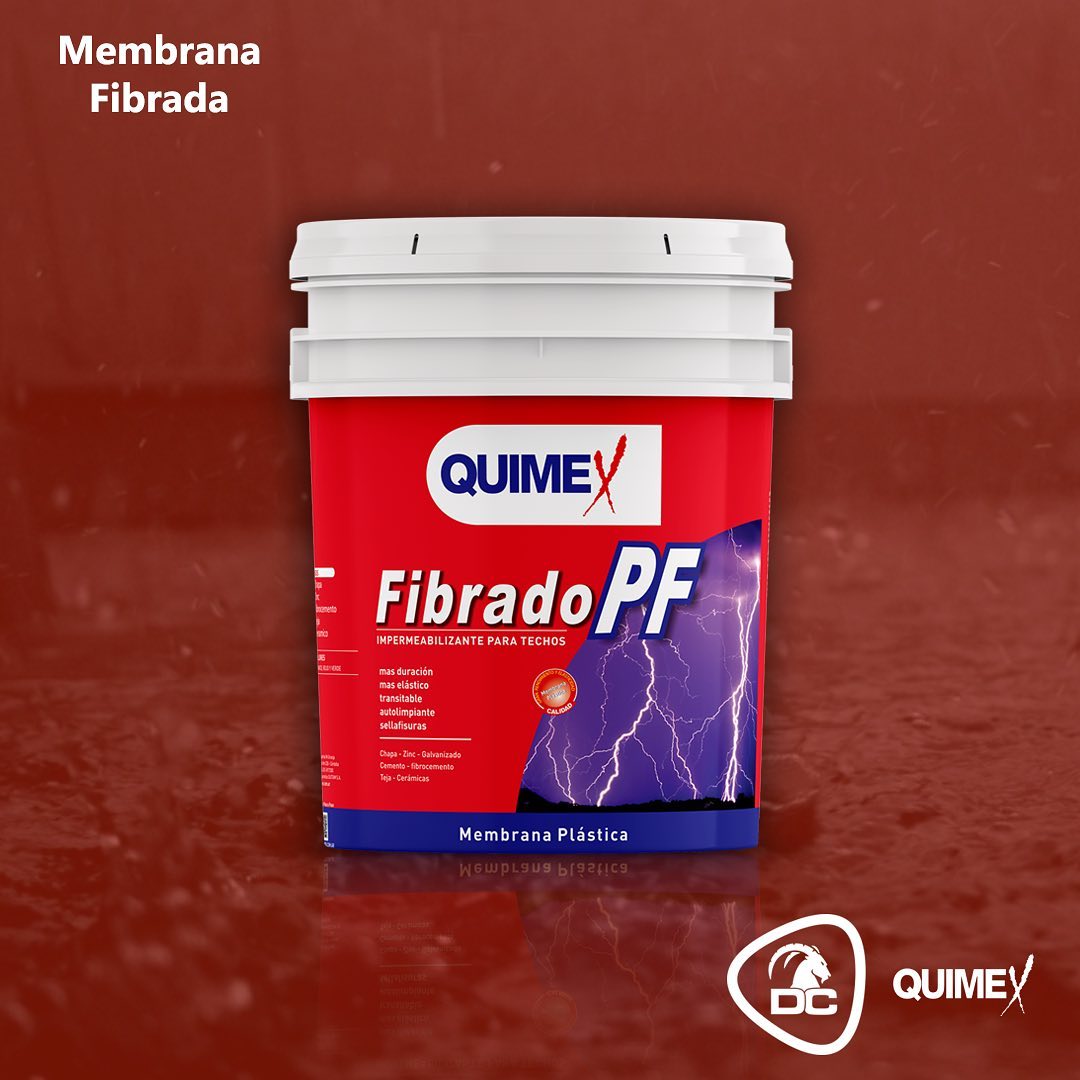 Membrana
Fibrada
QUIMEX
Fibrado PF
IMPERMEABILIZANTE PARA TECHOS
mas duración
mas elástico
transitable
autolimpiante
sellafisuras
Membrana
CALIDAD
Chapa - Zinc - Galvanizado
Cemento - fibrocemento
Teja - Cerámicas
Membrana Plástica
DC
QUIMEX